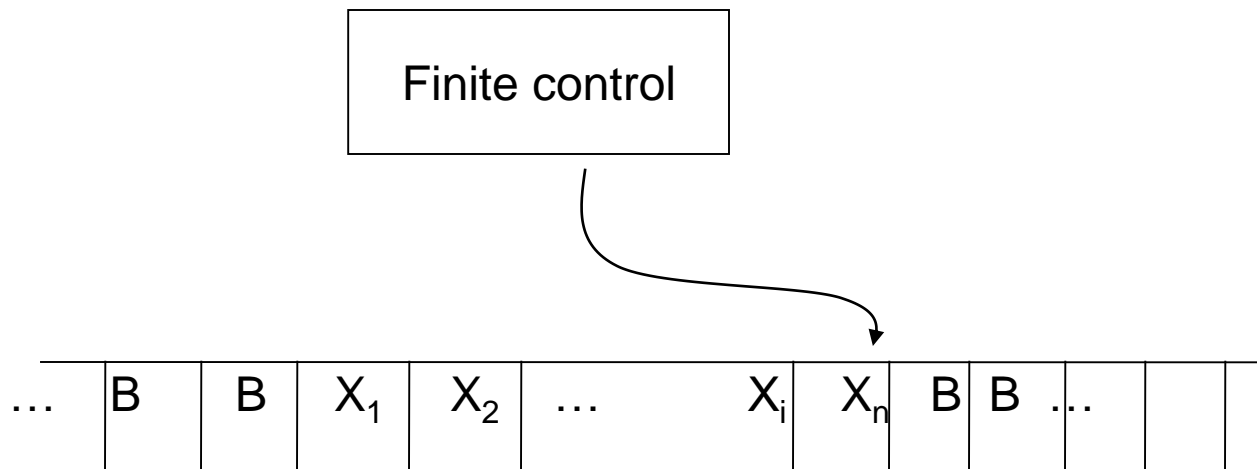 Finite control
… B B X₁ X₂ … Xᵢ Xₙ B B …